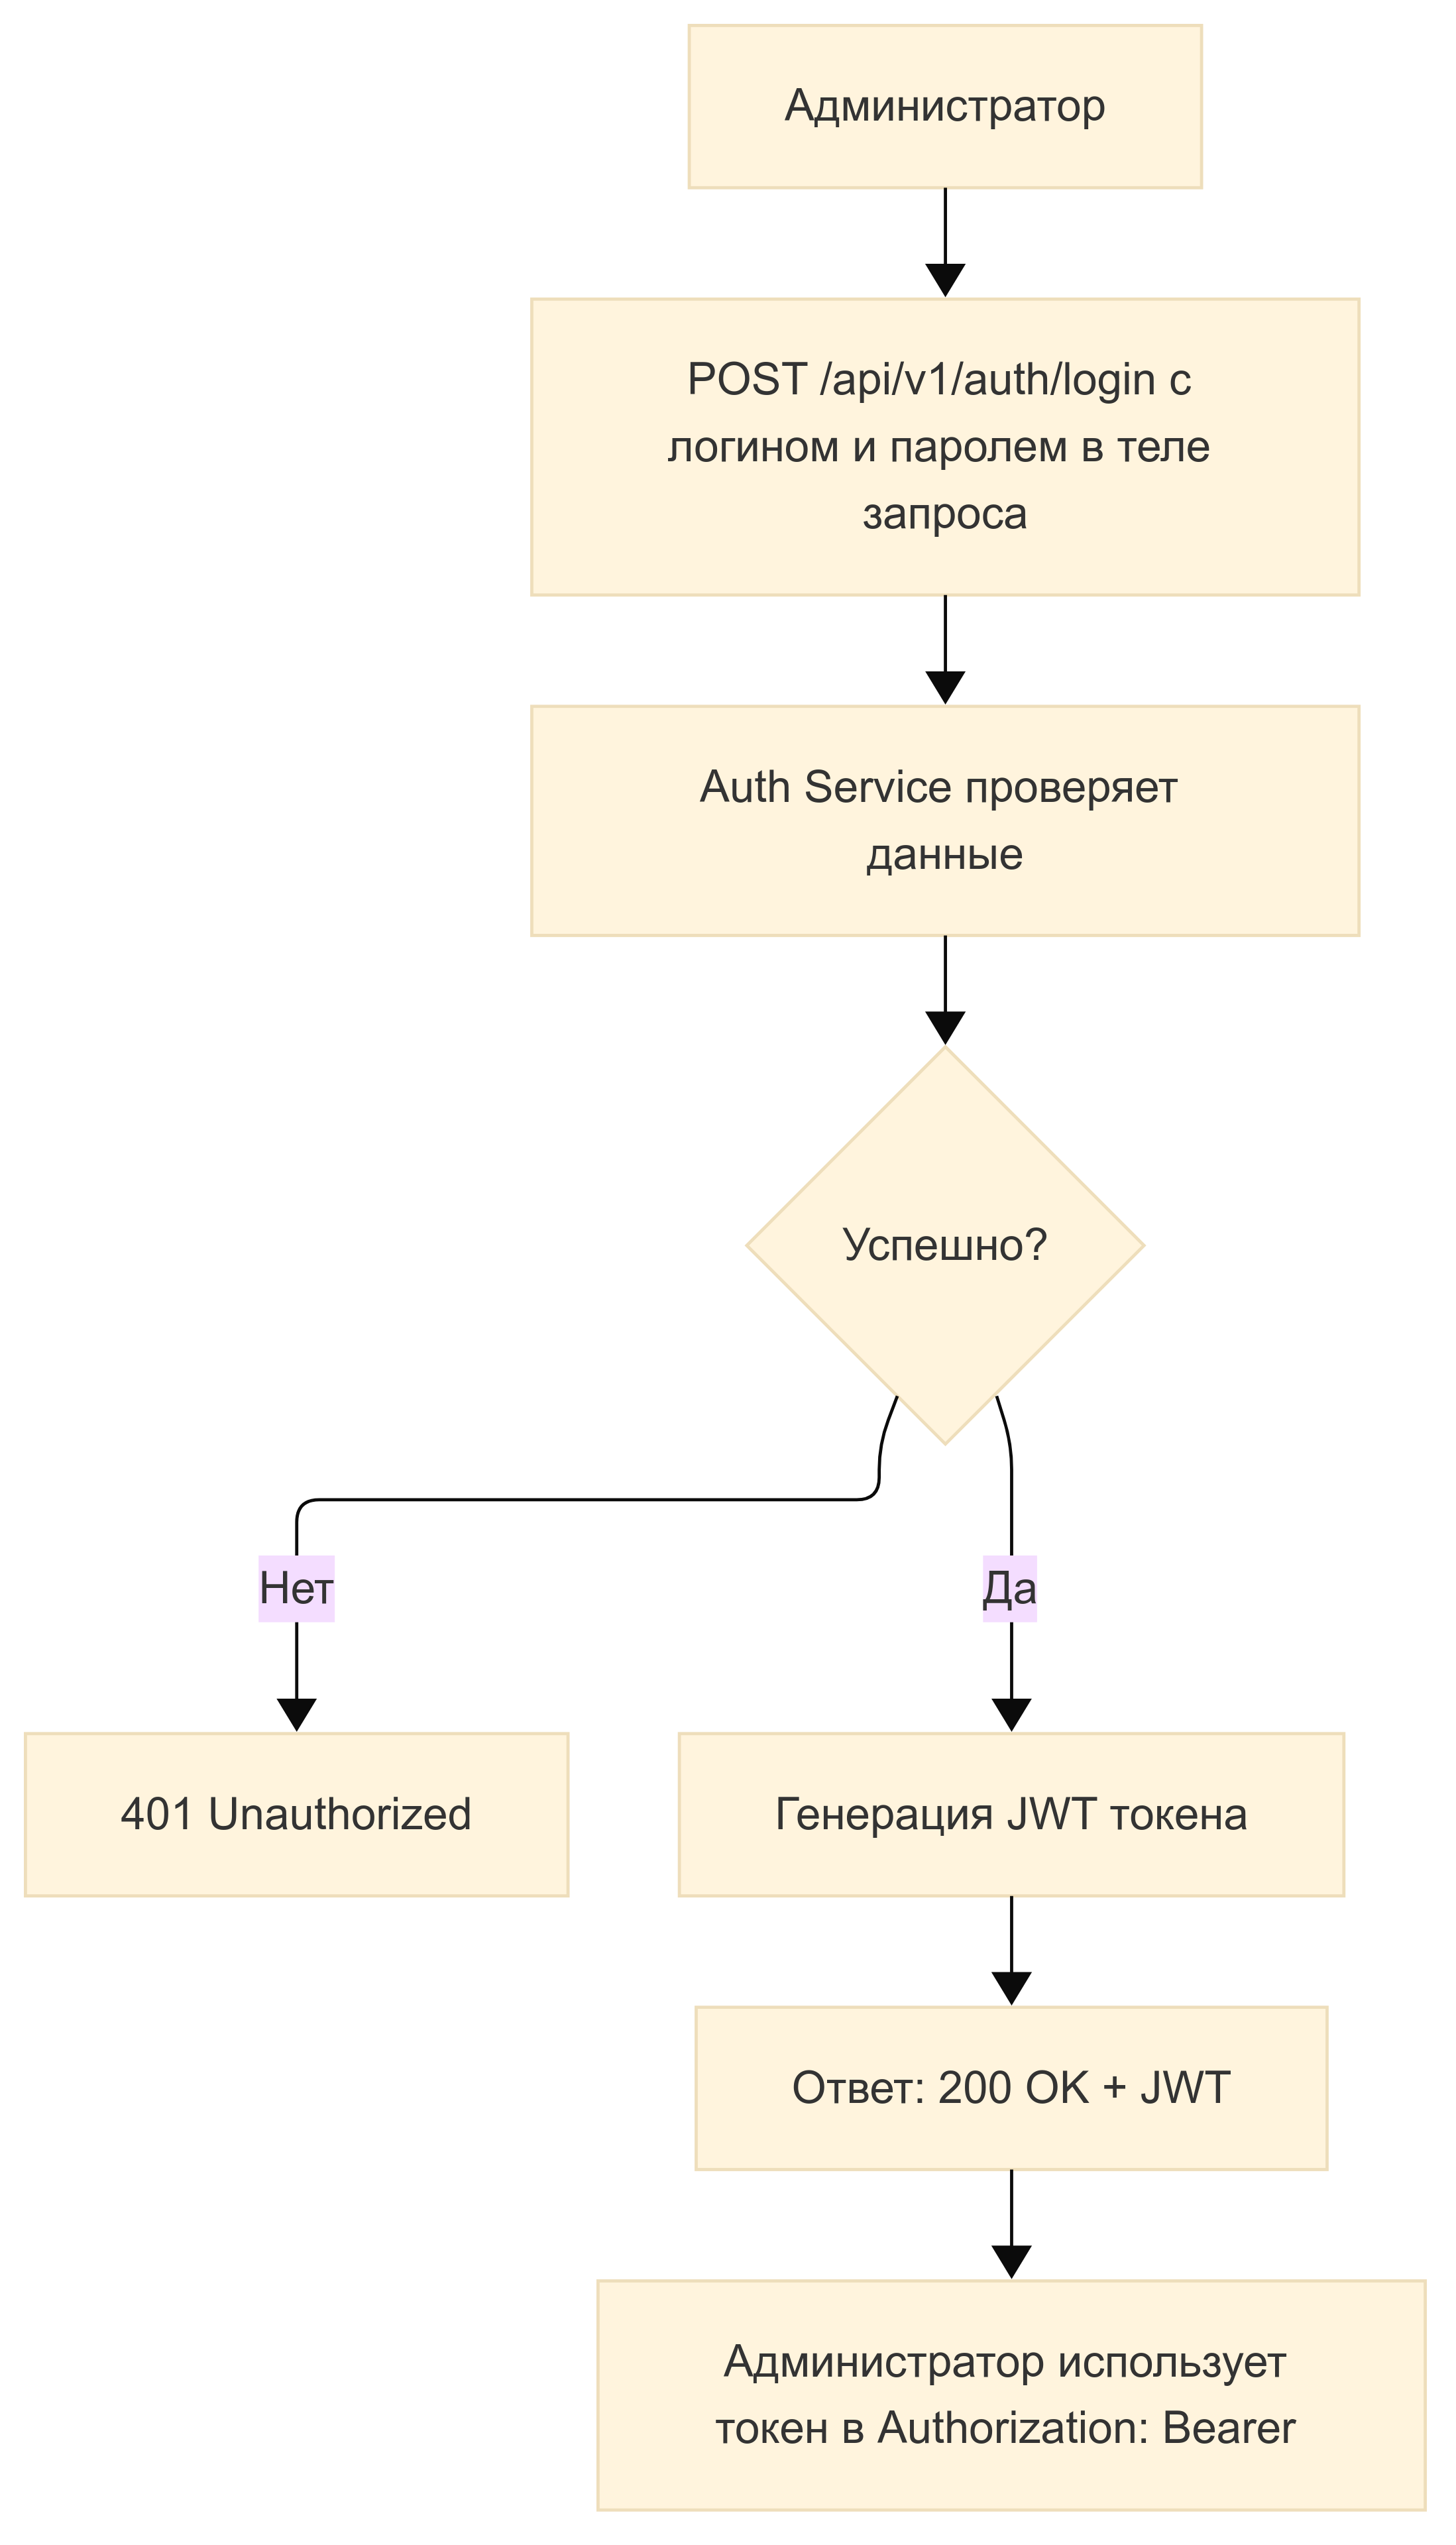 Администратор
POST /api/v1/auth/login с
логином и паролем в теле
запроса
Auth Service проверяет
данные
Успешно?
Нет
Да
401 Unauthorized
Генерация JWT токена
Ответ: 200 OK + JWT
Администратор использует
токен в Authorization: Bearer